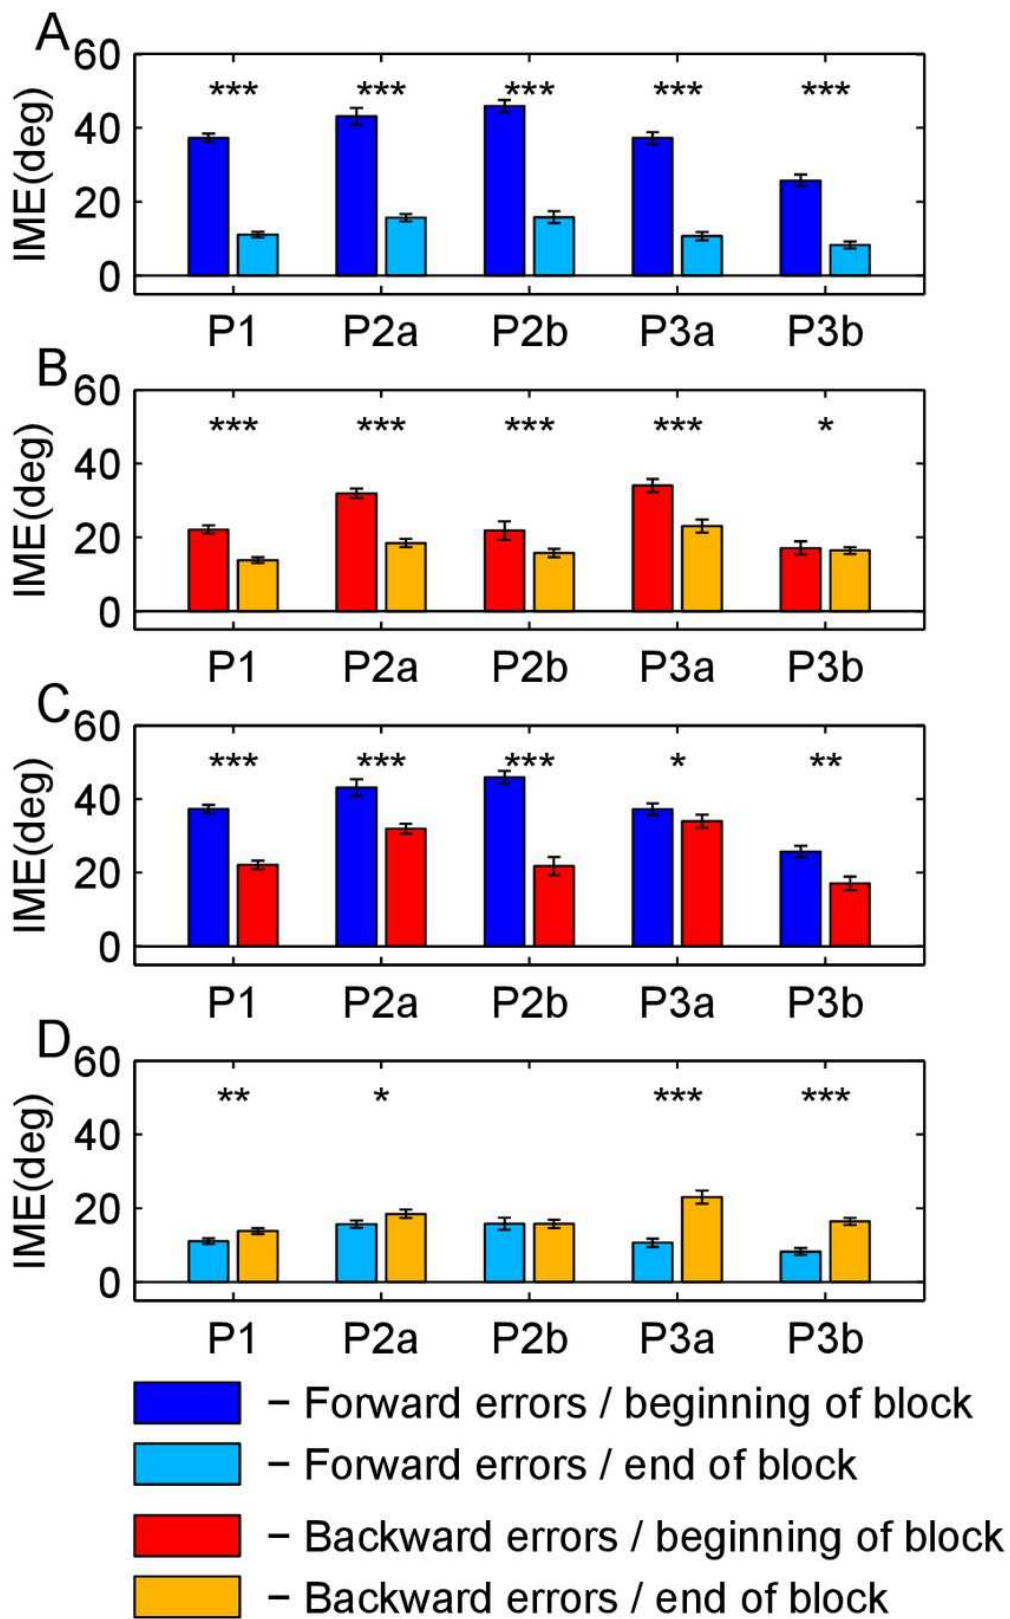 A
60
*** *** *** *** ***
40
20
0
IME(deg)
P1 P2a P2b P3a P3b
B
60
*** *** *** *** *
40
20
0
IME(deg)
P1 P2a P2b P3a P3b
C
60
*** *** *** * **
40
20
0
IME(deg)
P1 P2a P2b P3a P3b
D
60
** * *** ***
40
20
0
IME(deg)
P1 P2a P2b P3a P3b
– Forward errors / beginning of block
– Forward errors / end of block
– Backward errors / beginning of block
– Backward errors / end of block